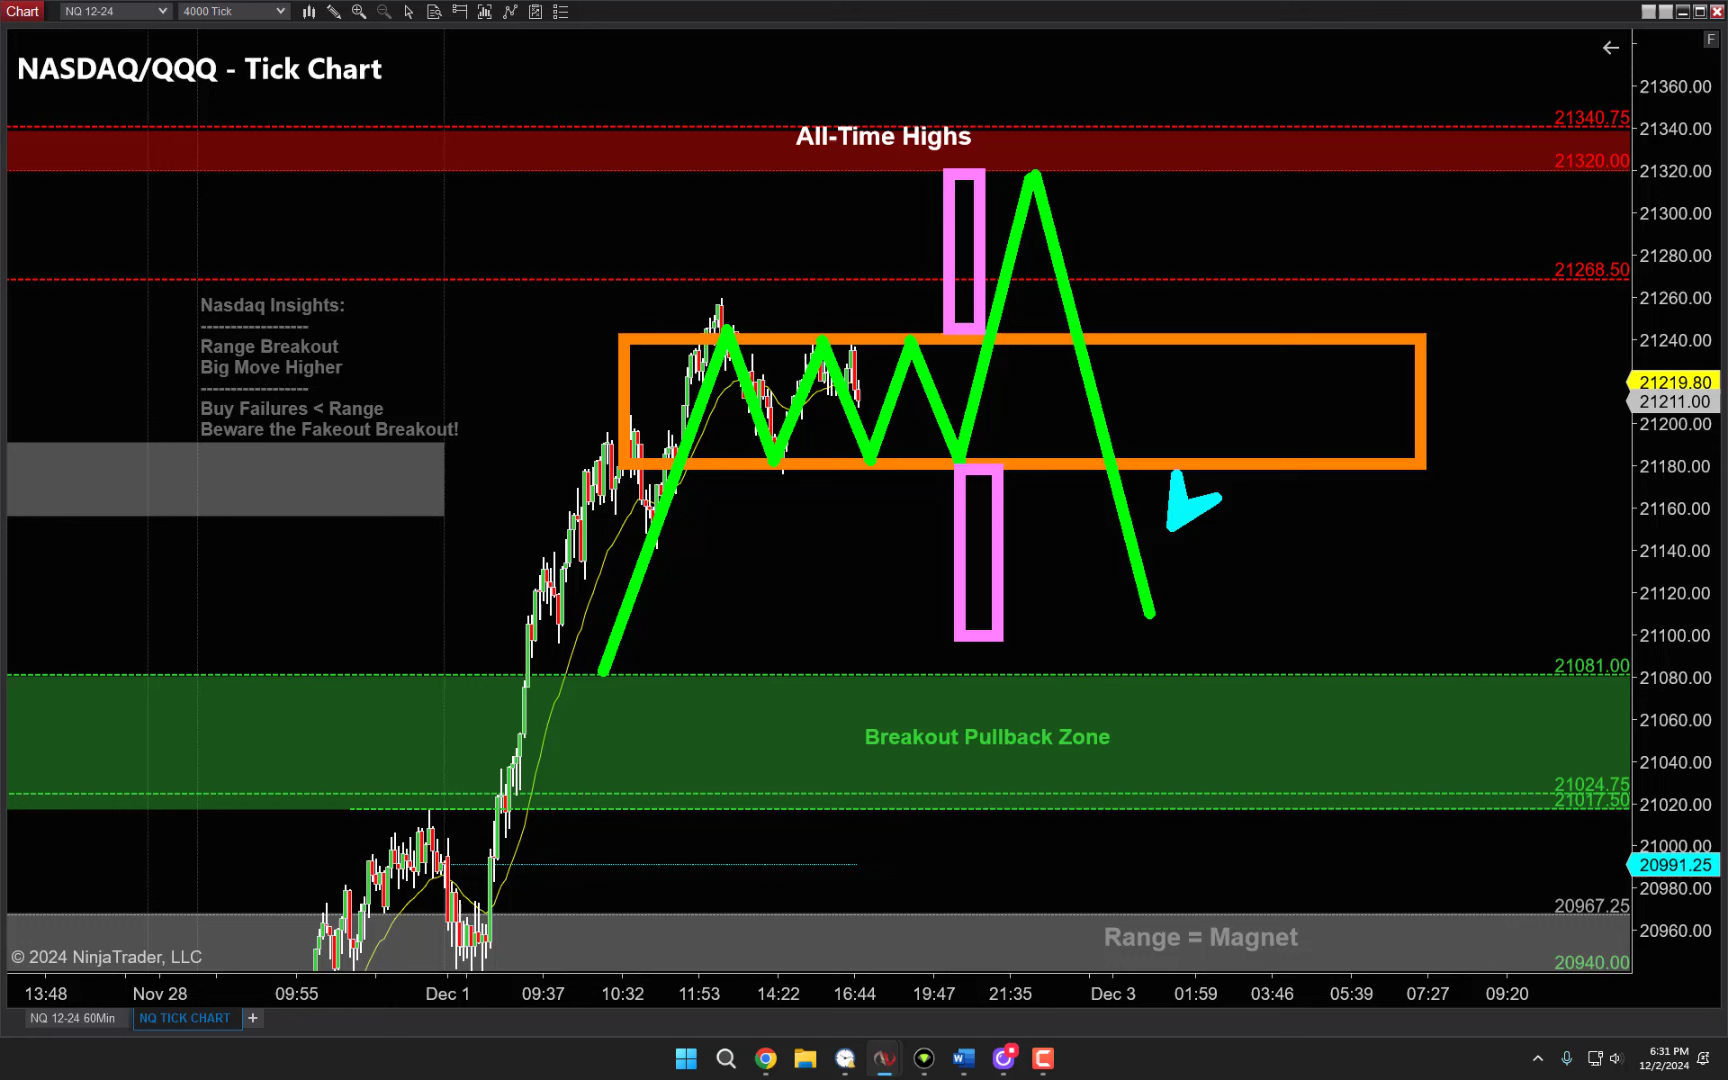 Chart NQ 12-24 4000 Tick
F
NASDAQ/QQQ - Tick Chart
21360.00
21340.75
All-Time Highs
21340.00
21320.00
21320.00
21300.00
21280.00
21268.50
21260.00
Nasdaq Insights:
------------------
Range Breakout
Big Move Higher
------------------
Buy Failures < Range
Beware the Fakeout Breakout!
21240.00
21219.80
21211.00
21200.00
21180.00
21160.00
21140.00
21120.00
21100.00
21081.00
21080.00
21060.00
Breakout Pullback Zone
21040.00
21024.75
21017.50
21020.00
21000.00
20991.25
20980.00
20967.25
20960.00
Range = Magnet
© 2024 NinjaTrader, LLC
20940.00
13:48 Nov 28 09:55 Dec 1 09:37 10:32 11:53 14:22 16:44 19:47 21:35 Dec 3 01:59 03:46 05:39 07:27 09:20
NQ 12-24 60Min NQ TICK CHART +
6:31 PM
12/2/2024